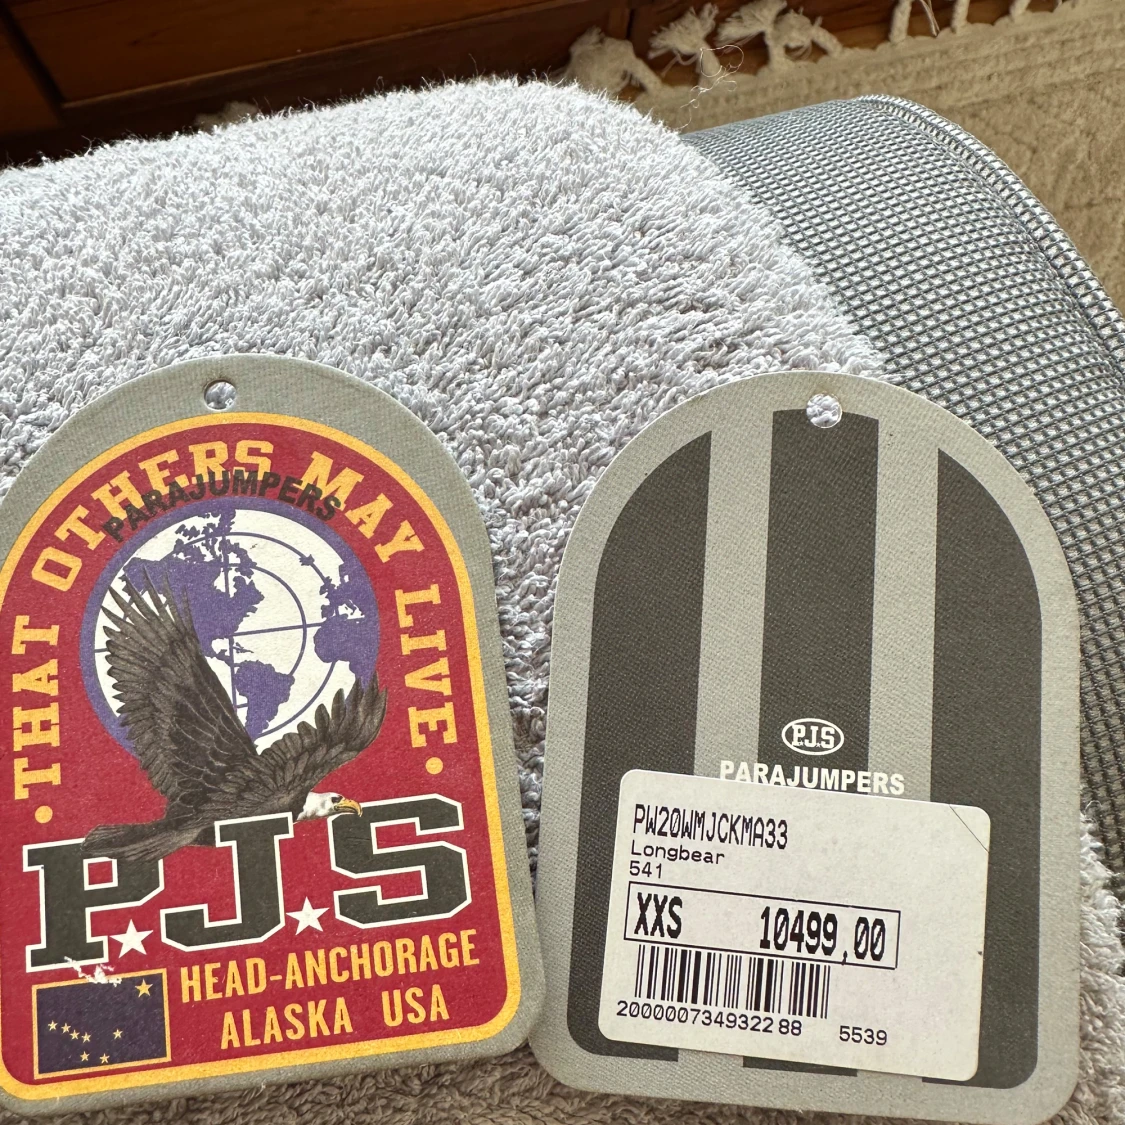 THAT OTHERS MAY LIVE
PARAJUMPERS
P.J.S
HEAD-ANCHORAGE
ALASKA USA
P.J.S
PARAJUMPERS
PW20WMJCKMA33
Longbear
541
XXS 10499,00
2000007349322 88 5539